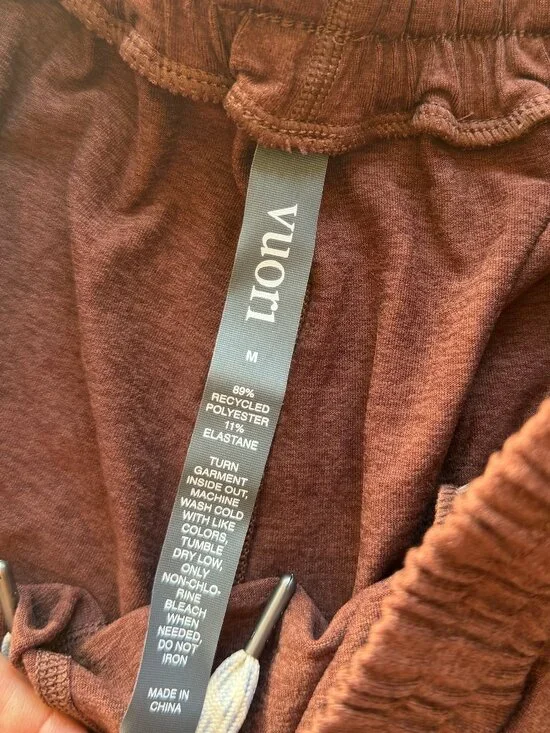 vuori
M
89%
RECYCLED
POLYESTER
11%
ELASTANE
TURN
GARMENT
INSIDE OUT,
MACHINE
WASH COLD
WITH LIKE
COLORS,
TUMBLE
DRY LOW,
ONLY
NON-CHLO-
RINE
BLEACH
WHEN
NEEDED,
DO NOT
IRON
MADE IN
CHINA